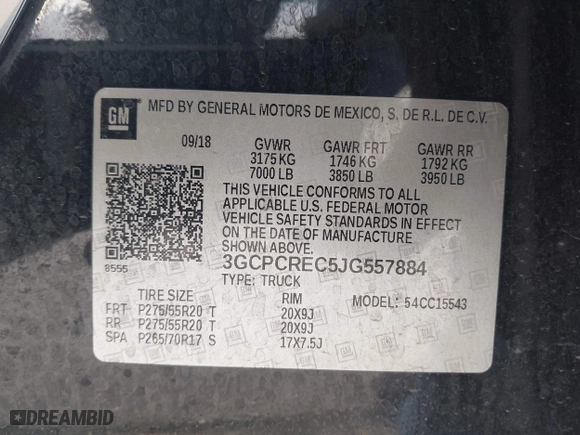 GM MFD BY GENERAL MOTORS DE MEXICO, S. DE R.L. DE C.V.
09/18 GVWR GAWR FRT GAWR RR
3175 KG 1746 KG 1792 KG
7000 LB 3850 LB 3950 LB
THIS VEHICLE CONFORMS TO ALL
APPLICABLE U.S. FEDERAL MOTOR
VEHICLE SAFETY STANDARDS IN EFFECT
ON THE DATE OF MANUFACTURE
SHOWN ABOVE.
8555 3GCPCREC5JG557884
TYPE: TRUCK
TIRE SIZE RIM MODEL: 54CC15543
FRT P275/55R20 T 20X9J
RR P275/55R20 T 20X9J
SPA P265/70R17 S 17X7.5J
DREAMBID